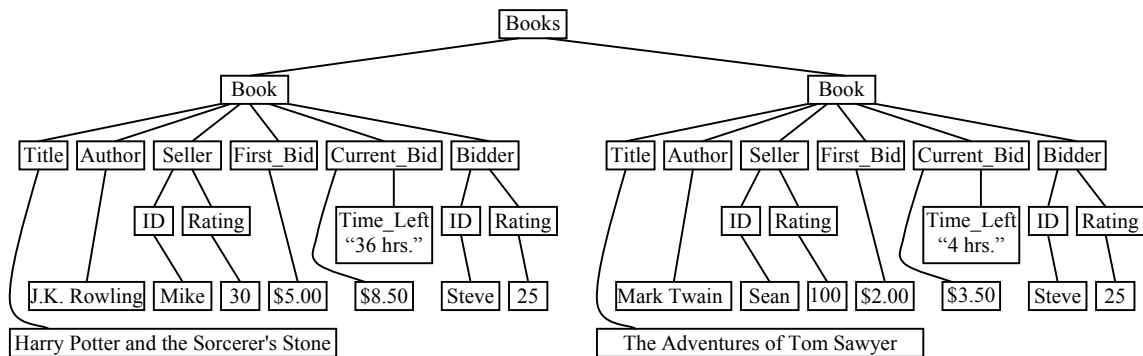 Books
Book Book
Title Author Seller First_Bid Current_Bid Bidder Title Author Seller First_Bid Current_Bid Bidder
ID Rating Time_Left ID Rating ID Rating Time_Left ID Rating
“36 hrs.” “4 hrs.”
J.K. Rowling Mike 30 $5.00 $8.50 Steve 25 Mark Twain Sean 100 $2.00 $3.50 Steve 25
Harry Potter and the Sorcerer's Stone The Adventures of Tom Sawyer